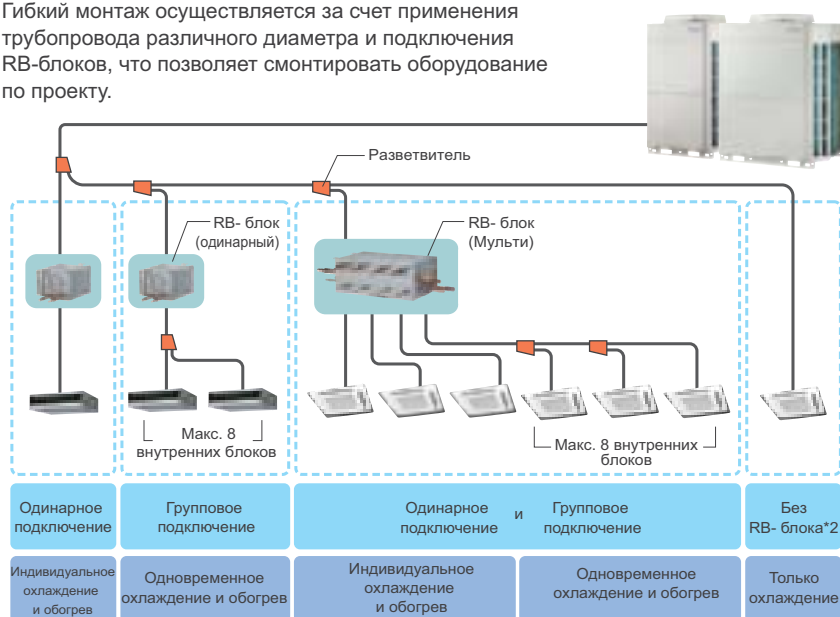 Гибкий монтаж осуществляется за счет применения
трубопровода различного диаметра и подключения
RB-блоков, что позволяет смонтировать оборудование
по проекту.
Разветвитель
RB- блок
(одинарный)
RB- блок
(Мульти)
Макс. 8
внутренних блоков
Макс. 8 внутренних
блоков
Одинарное
подключение
Групповое
подключение
Одинарное
подключение
и
Групповое
подключение
Без
RB- блока*2
Индивидуальное
охлаждение
и обогрев
Одновременное
охлаждение и обогрев
Индивидуальное
охлаждение
и обогрев
Одновременное
охлаждение и обогрев
Только
охлаждение